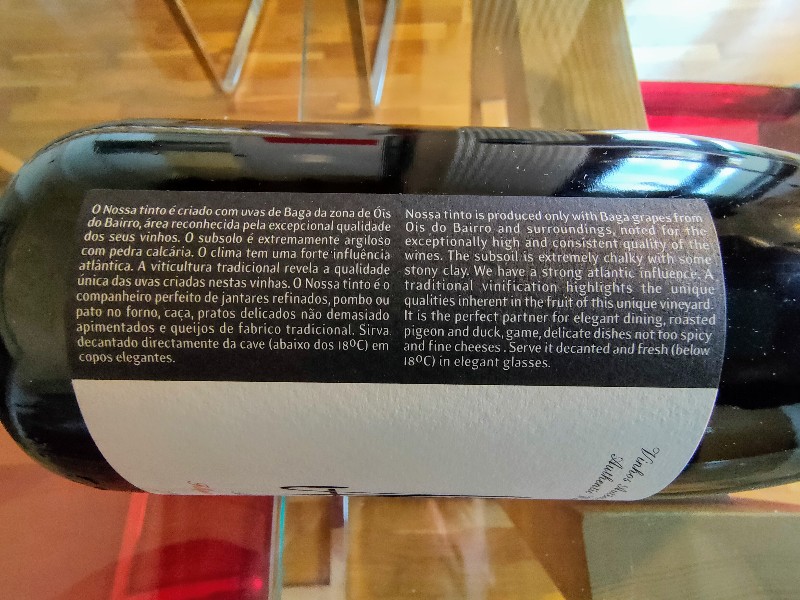 O Nossa tinto é criado com uvas de Baga da zona de Óis
do Bairro, área reconhecida pela excepcional qualidade
dos seus vinhos. O subsolo é extremamente argiloso
com pedra calcária. O clima tem uma forte influência
atlântica. A viticultura tradicional revela a qualidade
única das uvas criadas nestas vinhas. O Nossa tinto é o
companheiro perfeito de jantares refinados, pombo ou
pato no forno, caça, pratos delicados não demasiado
apimentados e queijos de fabrico tradicional. Sirva
decantado directamente da cave (abaixo dos 18ºC) em
copos elegantes.
Nossa tinto is produced only with Baga grapes from
Ois do Bairro and surroundings, noted for the
exceptionally high and consistent quality of the
wines. The subsoil is extremely chalky with some
stony clay. We have a strong atlantic influence. A
traditional vinification highlights the unique
qualities inherent in the fruit of this unique vineyard.
It is the perfect partner for elegant dining, roasted
pigeon and duck, game, delicate dishes not too spicy
and fine cheeses . Serve it decanted and fresh (below
18ºC) in elegant glasses.
Vinhos